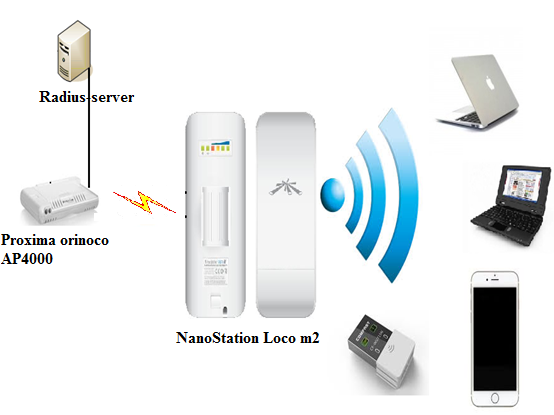 Radius-server
Proxima orinoco
AP4000
NanoStation Loco m2